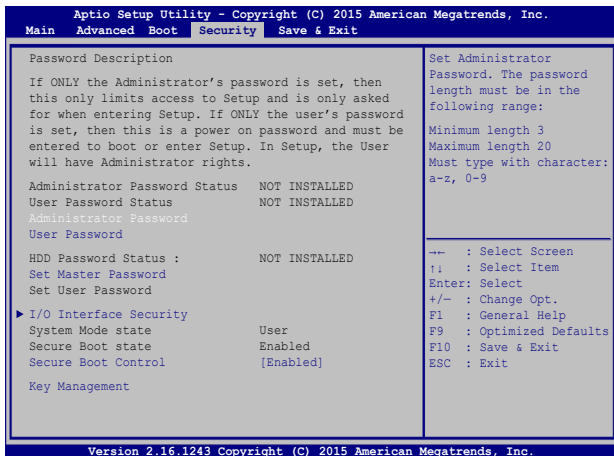 Aptio Setup Utility - Copyright (C) 2015 American Megatrends, Inc.
Main Advanced Boot Security Save & Exit
Password Description
If ONLY the Administrator's password is set, then
this only limits access to Setup and is only asked
for when entering Setup. If ONLY the user's password
is set, then this is a power on password and must be
entered to boot or enter Setup. In Setup, the User
will have Administrator rights.
Administrator Password Status NOT INSTALLED
User Password Status NOT INSTALLED
Administrator Password
User Password
HDD Password Status : NOT INSTALLED
Set Master Password
Set User Password
I/O Interface Security
System Mode state User
Secure Boot state Enabled
Secure Boot Control [Enabled]
Key Management
Set Administrator
Password. The password
length must be in the
following range:
Minimum length 3
Maximum length 20
Must type with character:
a-z, 0-9
→← : Select Screen
↑↓ : Select Item
Enter: Select
+/— : Change Opt.
F1 : General Help
F9 : Optimized Defaults
F10 : Save & Exit
ESC : Exit
Version 2.16.1243 Copyright (C) 2015 American Megatrends, Inc.